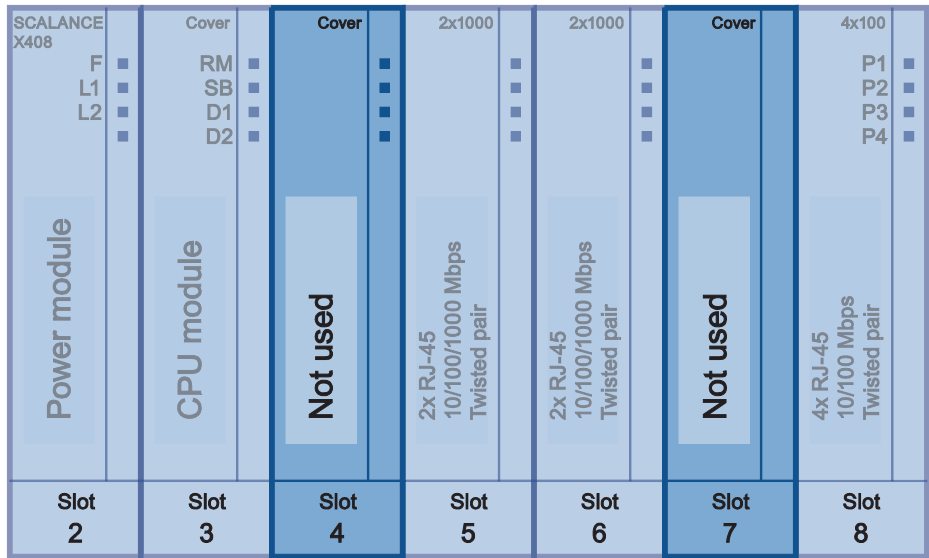 SCALANCE
X408
F
L1
L2
Power module
Slot
2
Cover
RM
SB
D1
D2
CPU module
Slot
3
Cover
Not used
Slot
4
2x1000
2x RJ-45
10/100/1000 Mbps
Twisted pair
Slot
5
2x1000
2x RJ-45
10/100/1000 Mbps
Twisted pair
Slot
6
Cover
Not used
Slot
7
4x100
P1
P2
P3
P4
4x RJ-45
10/100 Mbps
Twisted pair
Slot
8